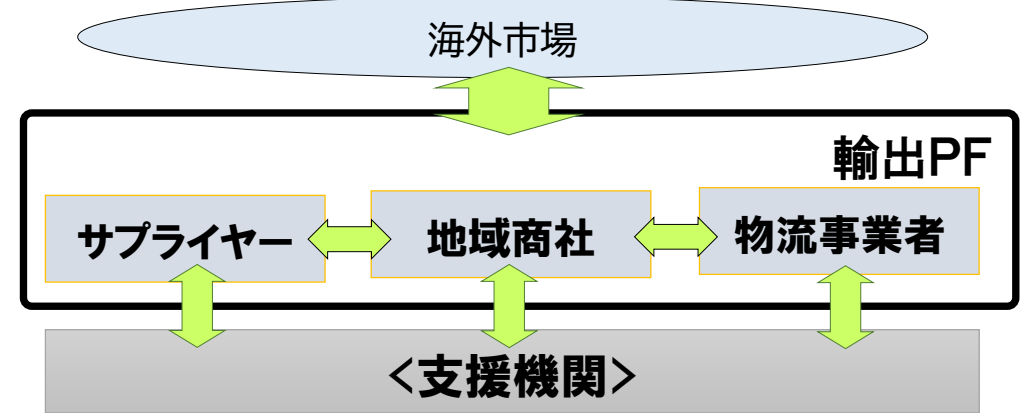 海外市場
輸出PF
サプライヤー
地域商社
物流事業者
<支援機関>